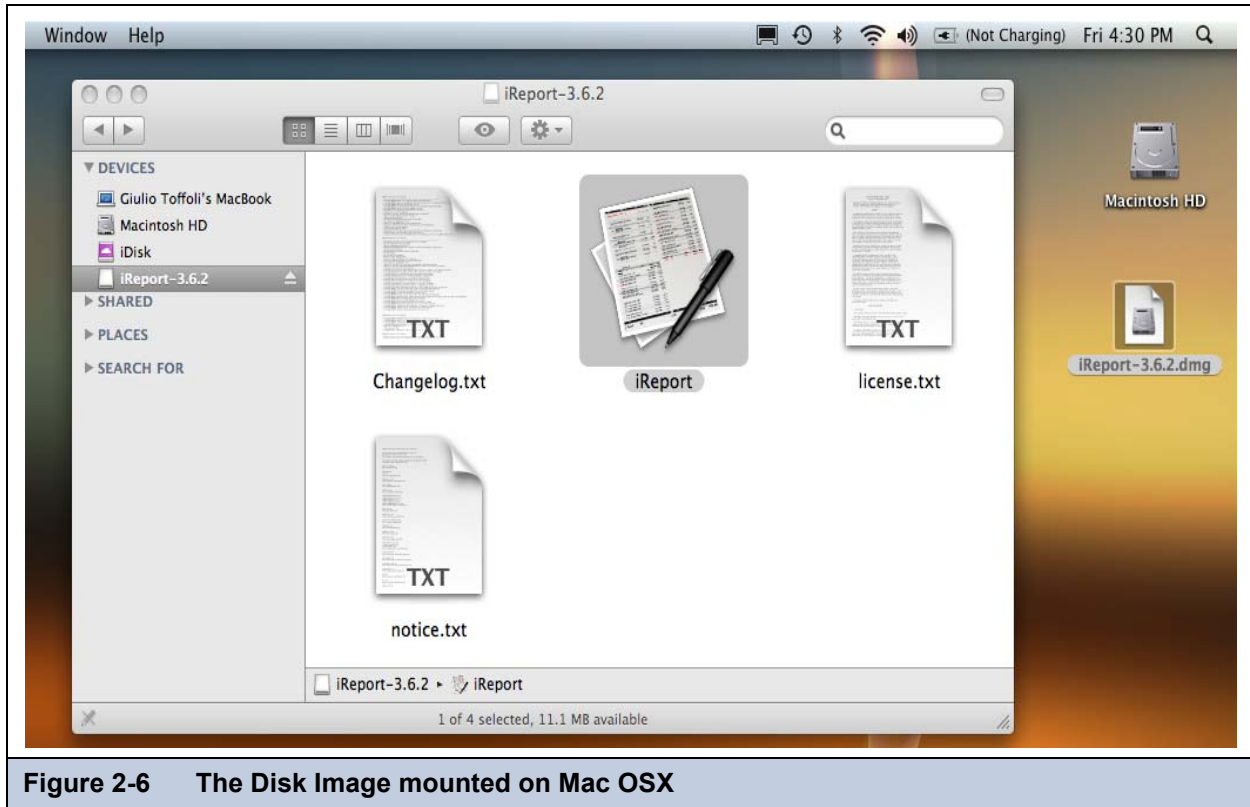 Window Help (Not Charging) Fri 4:30 PM
iReport-3.6.2
DEVICES
Giulio Toffoli's MacBook
Macintosh HD
iDisk
iReport-3.6.2
SHARED
PLACES
SEARCH FOR
TXT
Changelog.txt
iReport
TXT
license.txt
TXT
notice.txt
iReport-3.6.2 ▸ iReport
1 of 4 selected, 11.1 MB available
Macintosh HD
iReport-3.6.2.dmg
Figure 2-6 The Disk Image mounted on Mac OSX